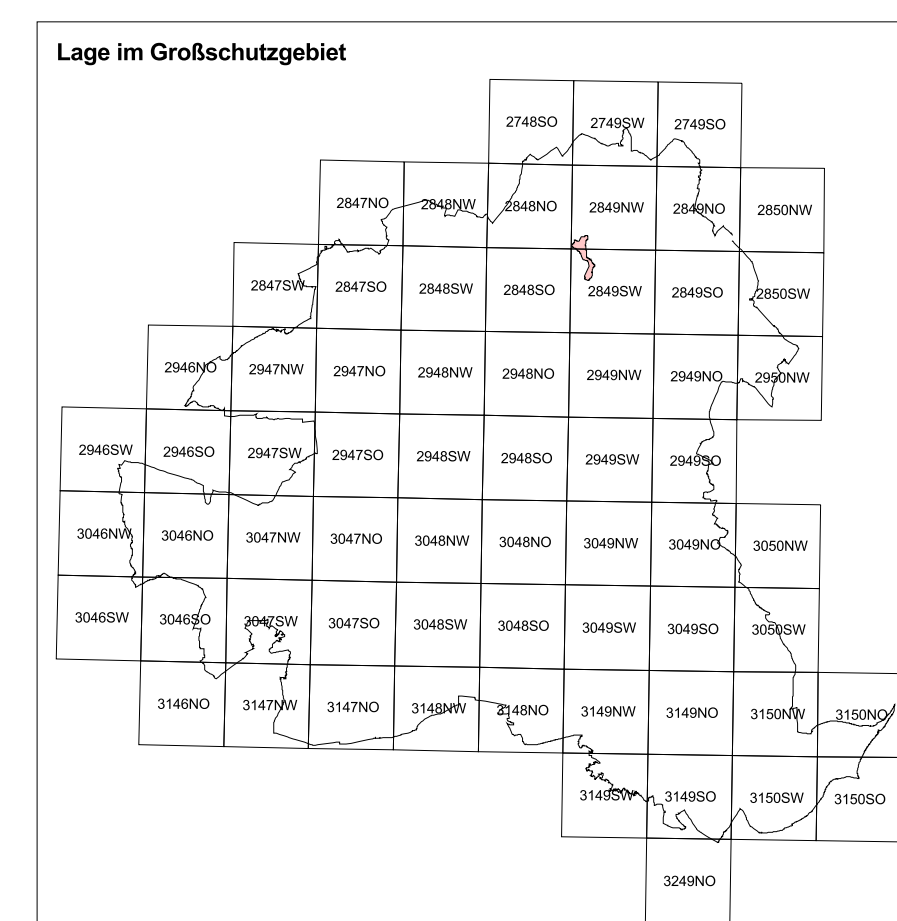 Lage im Großschutzgebiet
2748SO 2749SW 2749SO
2847NO 2848NW 2848NO 2849NW 2849NO 2850NW
2847SW 2847SO 2848SW 2848SO 2849SW 2849SO 2850SW
2946NO 2947NW 2947NO 2948NW 2948NO 2949NW 2949NO 2950NW
2946SW 2946SO 2947SW 2947SO 2948SW 2948SO 2949SW 2949SO
3046NW 3046NO 3047NW 3047NO 3048NW 3048NO 3049NW 3049NO 3050NW
3046SW 3046SO 3047SW 3047SO 3048SW 3048SO 3049SW 3049SO 3050SW
3146NO 3147NW 3147NO 3148NW 3148NO 3149NW 3149NO 3150NW 3150NO
3149SW 3149SO 3150SW 3150SO
3249NO